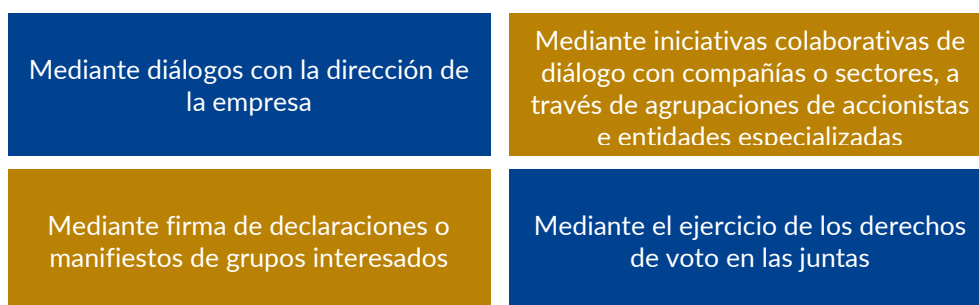 Mediante diálogos con la dirección de
la empresa
Mediante iniciativas colaborativas de
diálogo con compañías o sectores, a
través de agrupaciones de accionistas
e entidades especializadas
Mediante firma de declaraciones o
manifiestos de grupos interesados
Mediante el ejercicio de los derechos
de voto en las juntas